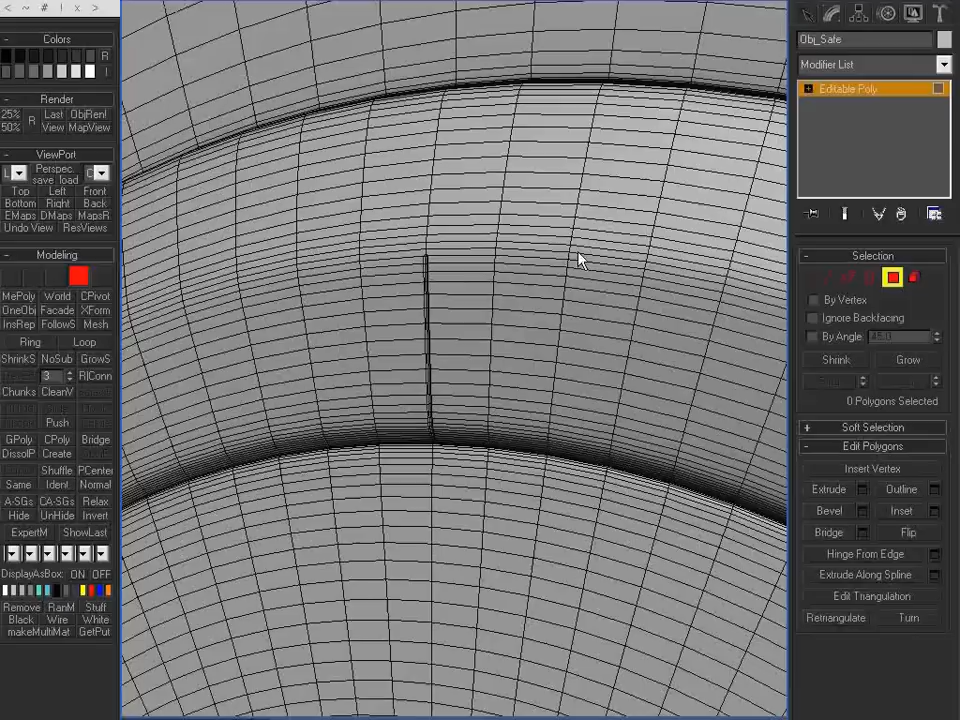 < ~ # ! x >
- Colors
R
I
- Render
25% R Last ObjRen!
50% View MapView
- ViewPort
L Perspec. C
save_load
Top Left Front
Bottom Right Back
EMaps DMaps MapsR
Undo View ResViews
- Modeling
MePoly World CPivot
OneObj Facade XForm
InsRep FollowS Mesh
Ring Loop
ShrinkS NoSub GrowS
3 R|Conn
Chunks CleanV
Push
GPoly CPoly Bridge
DissolP Create
Shuffle PCenter
Same Ident Normal
A-SGs CA-SGs Relax
Hide UnHide Invert
ExpertM ShowLast
DisplayAsBox: ON OFF
Remove RanM Stuff
Black Wire White
makeMultiMat GetPut
Obj_Safe
Modifier List
+ Editable Poly
- Selection
By Vertex
Ignore Backfacing
By Angle: 45.0
Shrink Grow
0 Polygons Selected
+ Soft Selection
- Edit Polygons
Insert Vertex
Extrude Outline
Bevel Inset
Bridge Flip
Hinge From Edge
Extrude Along Spline
Edit Triangulation
Retriangulate Turn